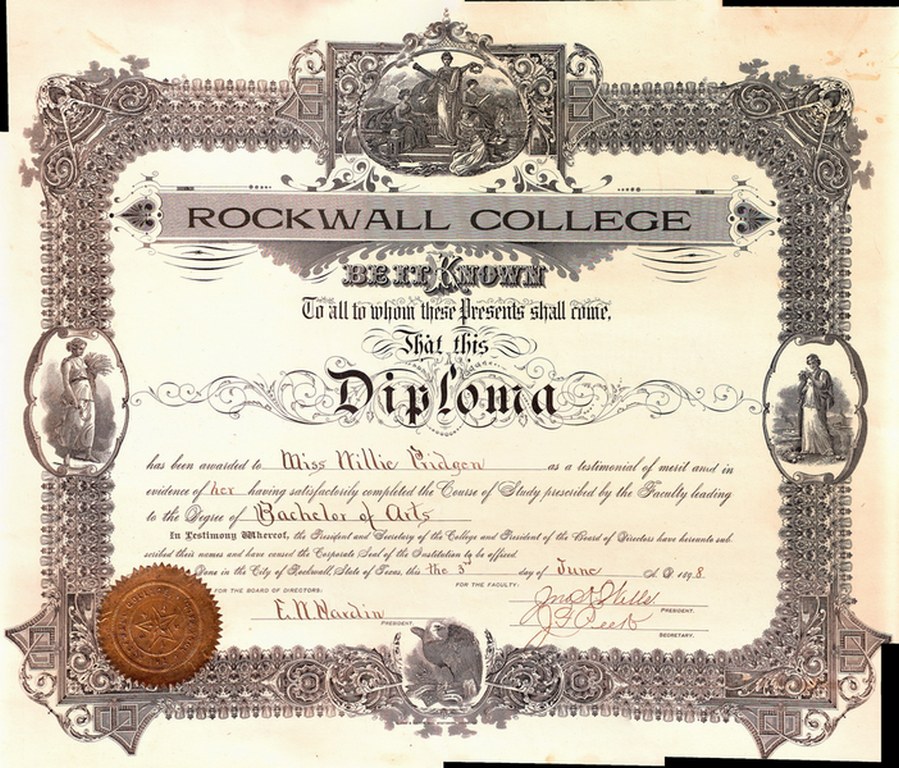 ROCKWALL COLLEGE
BE IT KNOWN
To all to whom these Presents shall come,
That this
Diploma
has been awarded to Miss Willie Pridgen as a testimonial of merit and in
evidence of her having satisfactorily completed the Course of Study prescribed by the Faculty leading
to the Degree of Bachelor of Arts
In Testimony Whereof, the President and Secretary of the College and President of the Board of Directors have hereunto sub
scribed their names and have caused the Corporate Seal of the Institution to be affixed.
Done in the City of Rockwall, State of Texas, this the 3rd day of June A. D. 1898
FOR THE BOARD OF DIRECTORS: FOR THE FACULTY:
E. N. Hardin PRESIDENT. PRESIDENT.
SECRETARY.